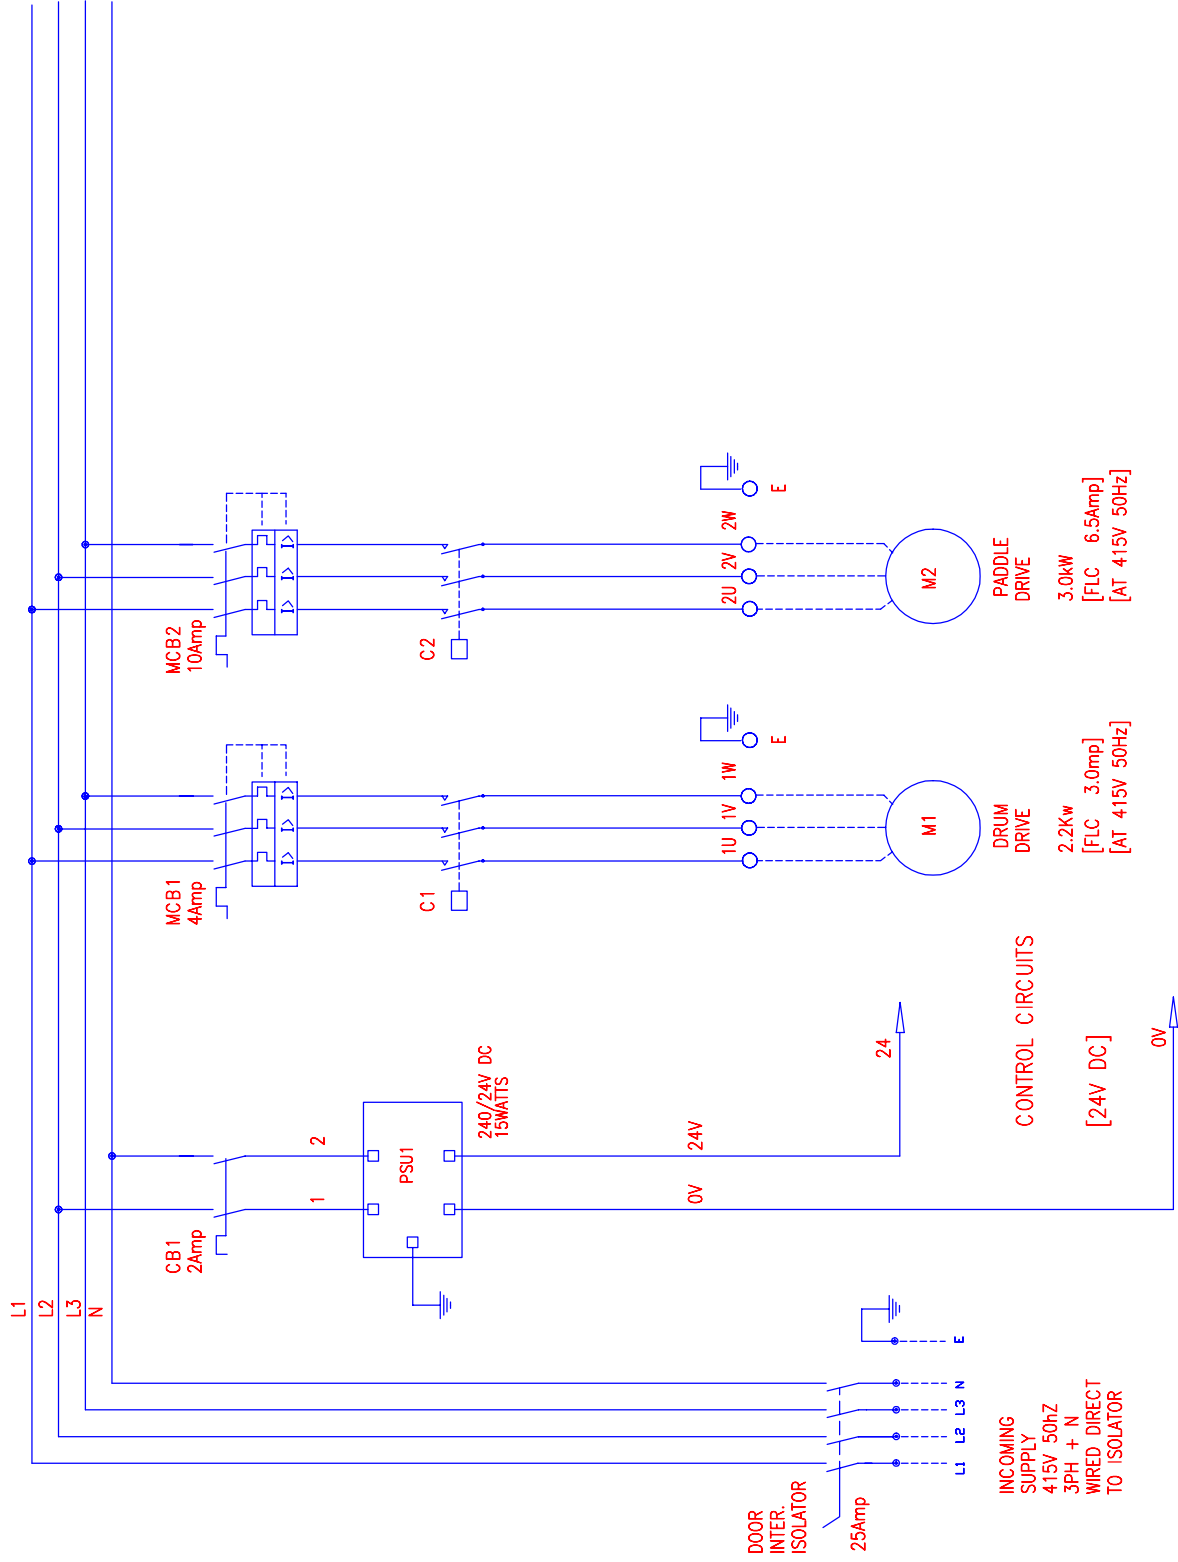 L1
L2
L3
N
DOOR
INTER.
ISOLATOR
25Amp
L1
L2
L3
N
E
INCOMING
SUPPLY
415V 50hZ
3PH + N
WIRED DIRECT
TO ISOLATOR
CB1
2Amp
1
2
PSU1
240/24V DC
15WATTS
0V
24V
24
0V
CONTROL CIRCUITS
[24V DC]
MCB1
4Amp
C1
1U
1V
1W
E
M1
DRUM
DRIVE
2.2Kw
[FLC 3.0mp]
[AT 415V 50Hz]
MCB2
10Amp
C2
2U
2V
2W
E
M2
PADDLE
DRIVE
3.0kW
[FLC 6.5Amp]
[AT 415V 50Hz]